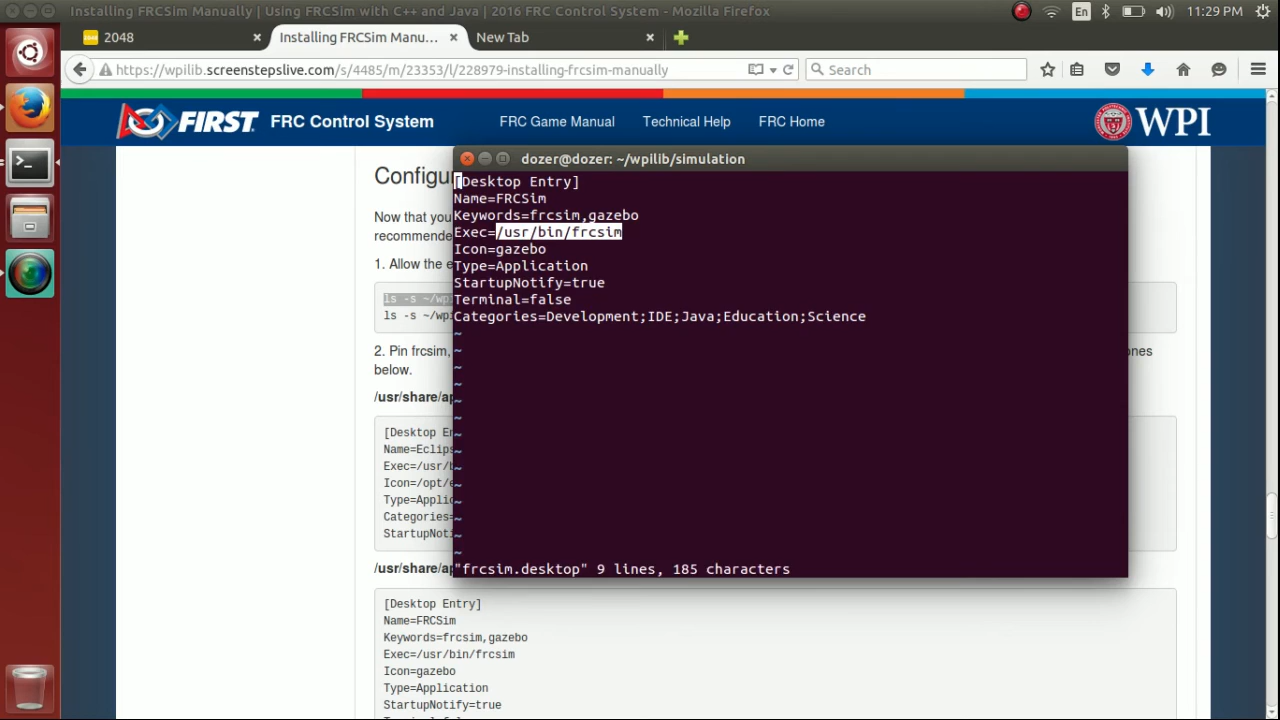 Installing FRCSim Manually | Using FRCSim with C++ and Java | 2016 FRC Control System - Mozilla Firefox
En
11:29 PM
2048
Installing FRCSim Manu...
New Tab
https://wpilib.screenstepslive.com/s/4485/m/23353/l/228979-installing-frcsim-manually
Search
FIRST
FRC Control System
FRC Game Manual
Technical Help
FRC Home
WPI
Configu
Now that you
recommende
1. Allow the e
ls -s ~/wpi
ls -s ~/wpi
2. Pin frcsim,
ones
below.
/usr/share/ap
[Desktop En
Name=Eclips
Exec=/usr/b
Icon=/opt/e
Type=Applic
Categories=
StartupNoti
/usr/share/ap
[Desktop Entry]
Name=FRCSim
Keywords=frcsim,gazebo
Exec=/usr/bin/frcsim
Icon=gazebo
Type=Application
StartupNotify=true
dozer@dozer: ~/wpilib/simulation
[Desktop Entry]
Name=FRCSim
Keywords=frcsim,gazebo
Exec=/usr/bin/frcsim
Icon=gazebo
Type=Application
StartupNotify=true
Terminal=false
Categories=Development;IDE;Java;Education;Science
~
~
~
~
~
~
~
~
~
~
~
~
~
~
"frcsim.desktop" 9 lines, 185 characters